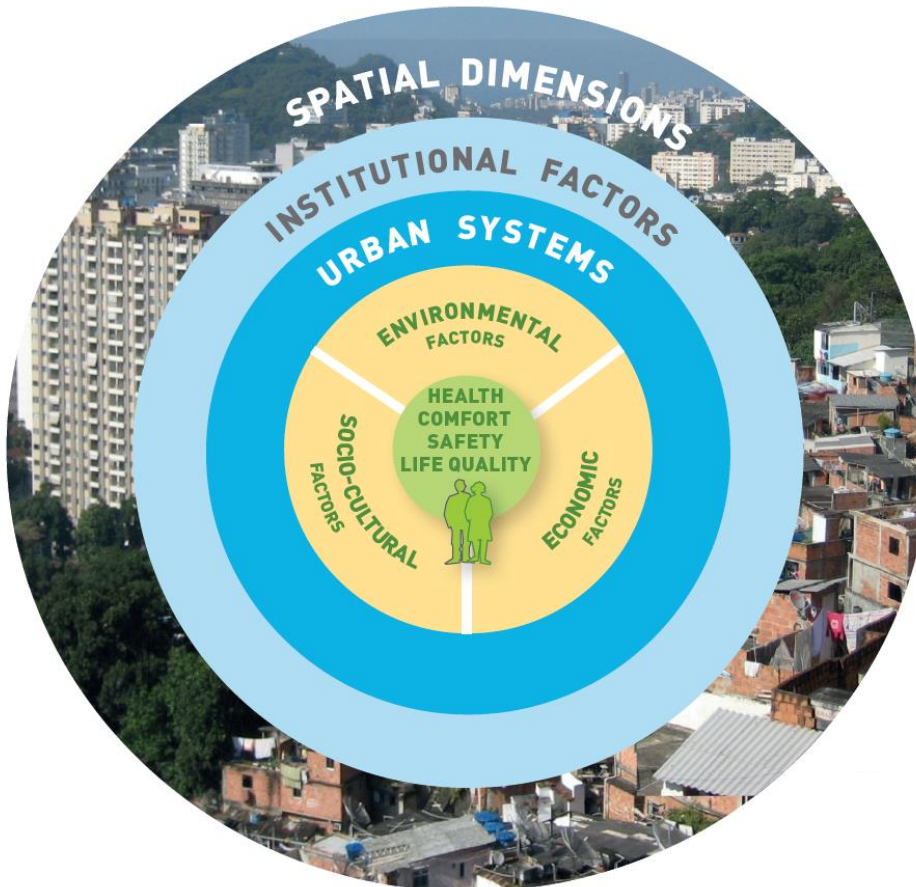 SPATIAL DIMENSIONS
INSTITUTIONAL FACTORS
URBAN SYSTEMS
ENVIRONMENTAL
FACTORS
HEALTH
COMFORT
SAFETY
LIFE QUALITY
SOCIO-CULTURAL
FACTORS
ECONOMIC
FACTORS